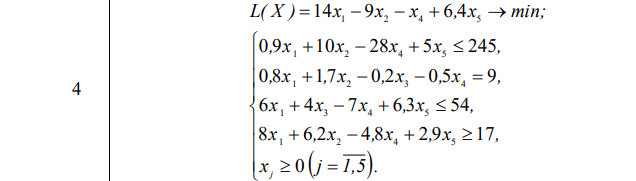 L(X) = 14x₁ – 9x₂ – x₄ + 6,4x₅ → min;
0,9x₁ + 10x₂ – 28x₄ + 5x₅ ≤ 245,
0,8x₁ + 1,7x₂ – 0,2x₃ – 0,5x₄ = 9,
4
6x₁ + 4x₃ – 7x₄ + 6,3x₅ ≤ 54,
8x₁ + 6,2x₂ – 4,8x₄ + 2,9x₅ ≥ 17,
xⱼ ≥ 0 (j = 1,5).